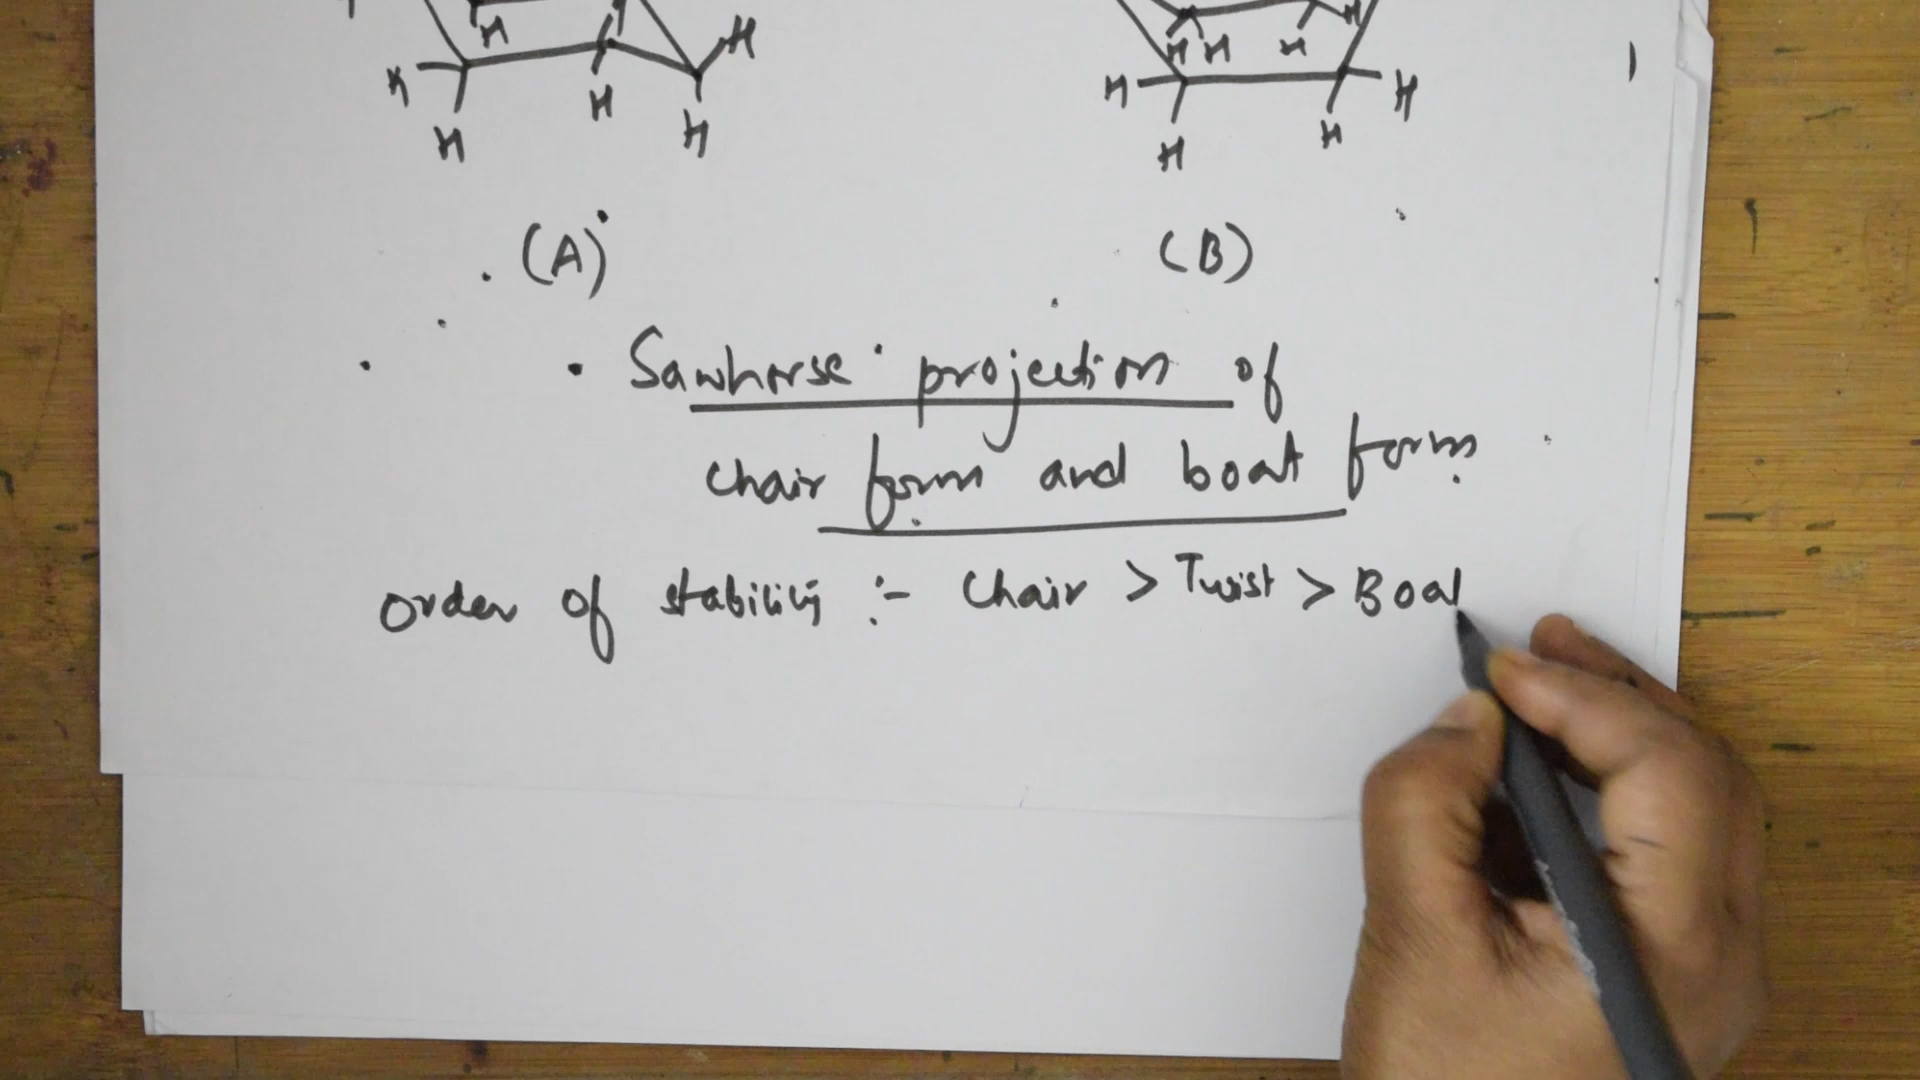 H H H H H H
H H H H
H H H H
(A) (B)
Sawhorse projection of
chair form and boat form
order of stability :- Chair > Twist > Boat